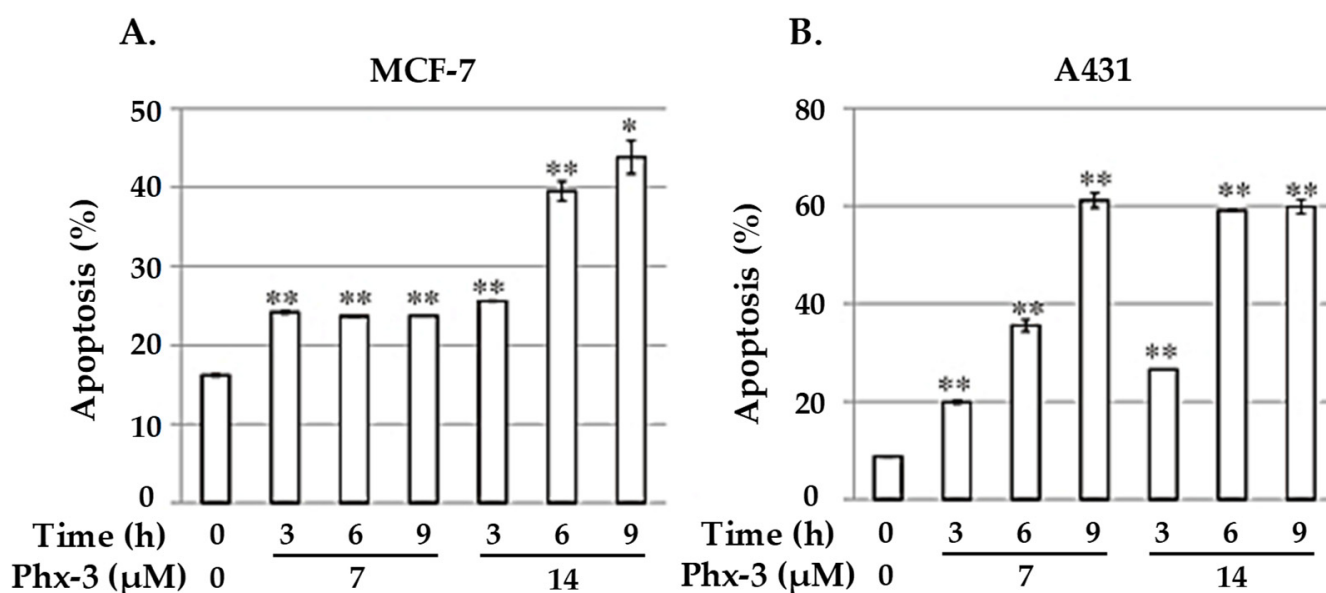 A.
MCF-7
Apoptosis (%)
50
40
30
20
10
0
** ** ** ** ** *
Time (h) 0 3 6 9 3 6 9
Phx-3 (μM) 0 7 14
B.
A431
Apoptosis (%)
80
60
40
20
0
** ** ** ** ** **
Time (h) 0 3 6 9 3 6 9
Phx-3 (μM) 0 7 14